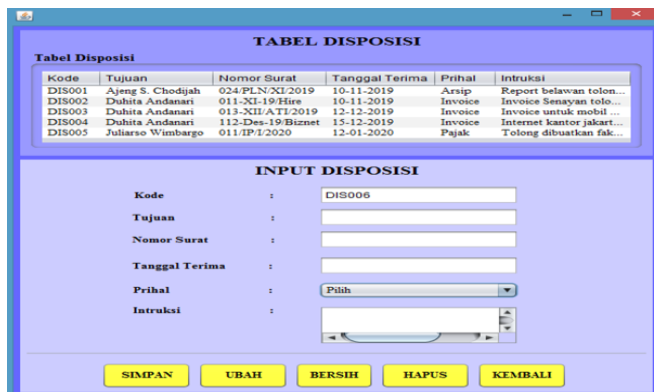 TABEL DISPOSISI
Tabel Disposisi
Kode Tujuan Nomor Surat Tanggal Terima Prihal Intruksi
DIS001 Ajeng S. Chodijah 024/PLN/XI/2019 10-11-2019 Arsip Report belawan tolon...
DIS002 Duhita Andanari 011-XI-19/Hire 10-11-2019 Invoice Invoice Senayan tolo...
DIS003 Duhita Andanari 013-XII/ATI/2019 12-12-2019 Invoice Invoice untuk mobil ...
DIS004 Duhita Andanari 112-Des-19/Biznet 15-12-2019 Invoice Internet kantor jakart...
DIS005 Juliarso Wimbargo 011/IP/I/2020 12-01-2020 Pajak Tolong dibuatkan fak...
INPUT DISPOSISI
Kode : DIS006
Tujuan :
Nomor Surat :
Tanggal Terima :
Prihal : Pilih
Intruksi :
SIMPAN UBAH BERSIH HAPUS KEMBALI